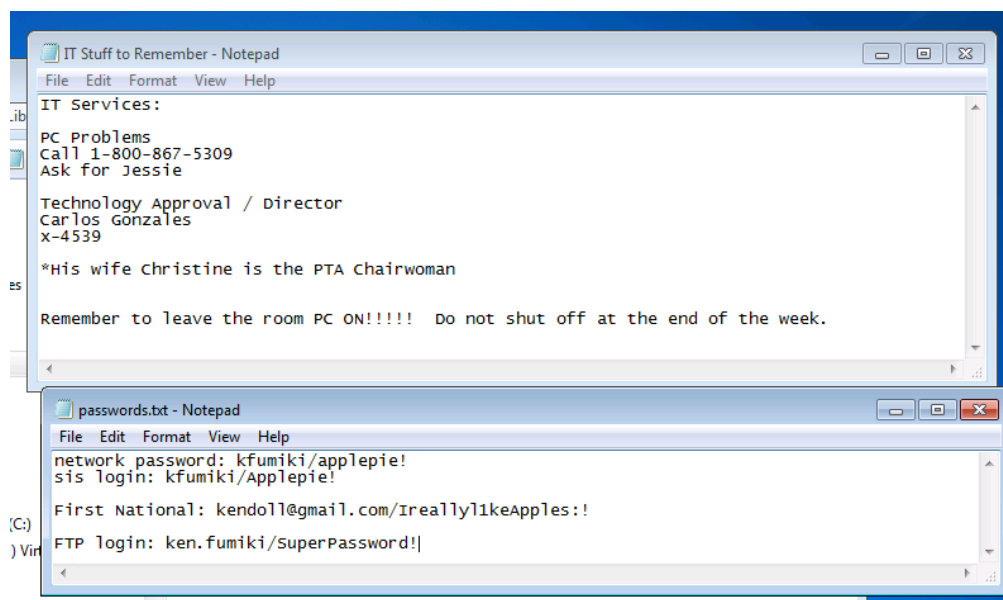 IT Stuff to Remember - Notepad
File Edit Format View Help
IT Services:
PC Problems
Call 1-800-867-5309
Ask for Jessie
Technology Approval / Director
Carlos Gonzales
x-4539
*His wife Christine is the PTA Chairwoman
Remember to leave the room PC ON!!!!!  Do not shut off at the end of the week.
passwords.txt - Notepad
File Edit Format View Help
network password: kfumiki/applepie!
sis login: kfumiki/Applepie!
First National: kendoll@gmail.com/Ireallyl1keApples:!
FTP login: ken.fumiki/SuperPassword!
Lib
es
(C:)
) Virt